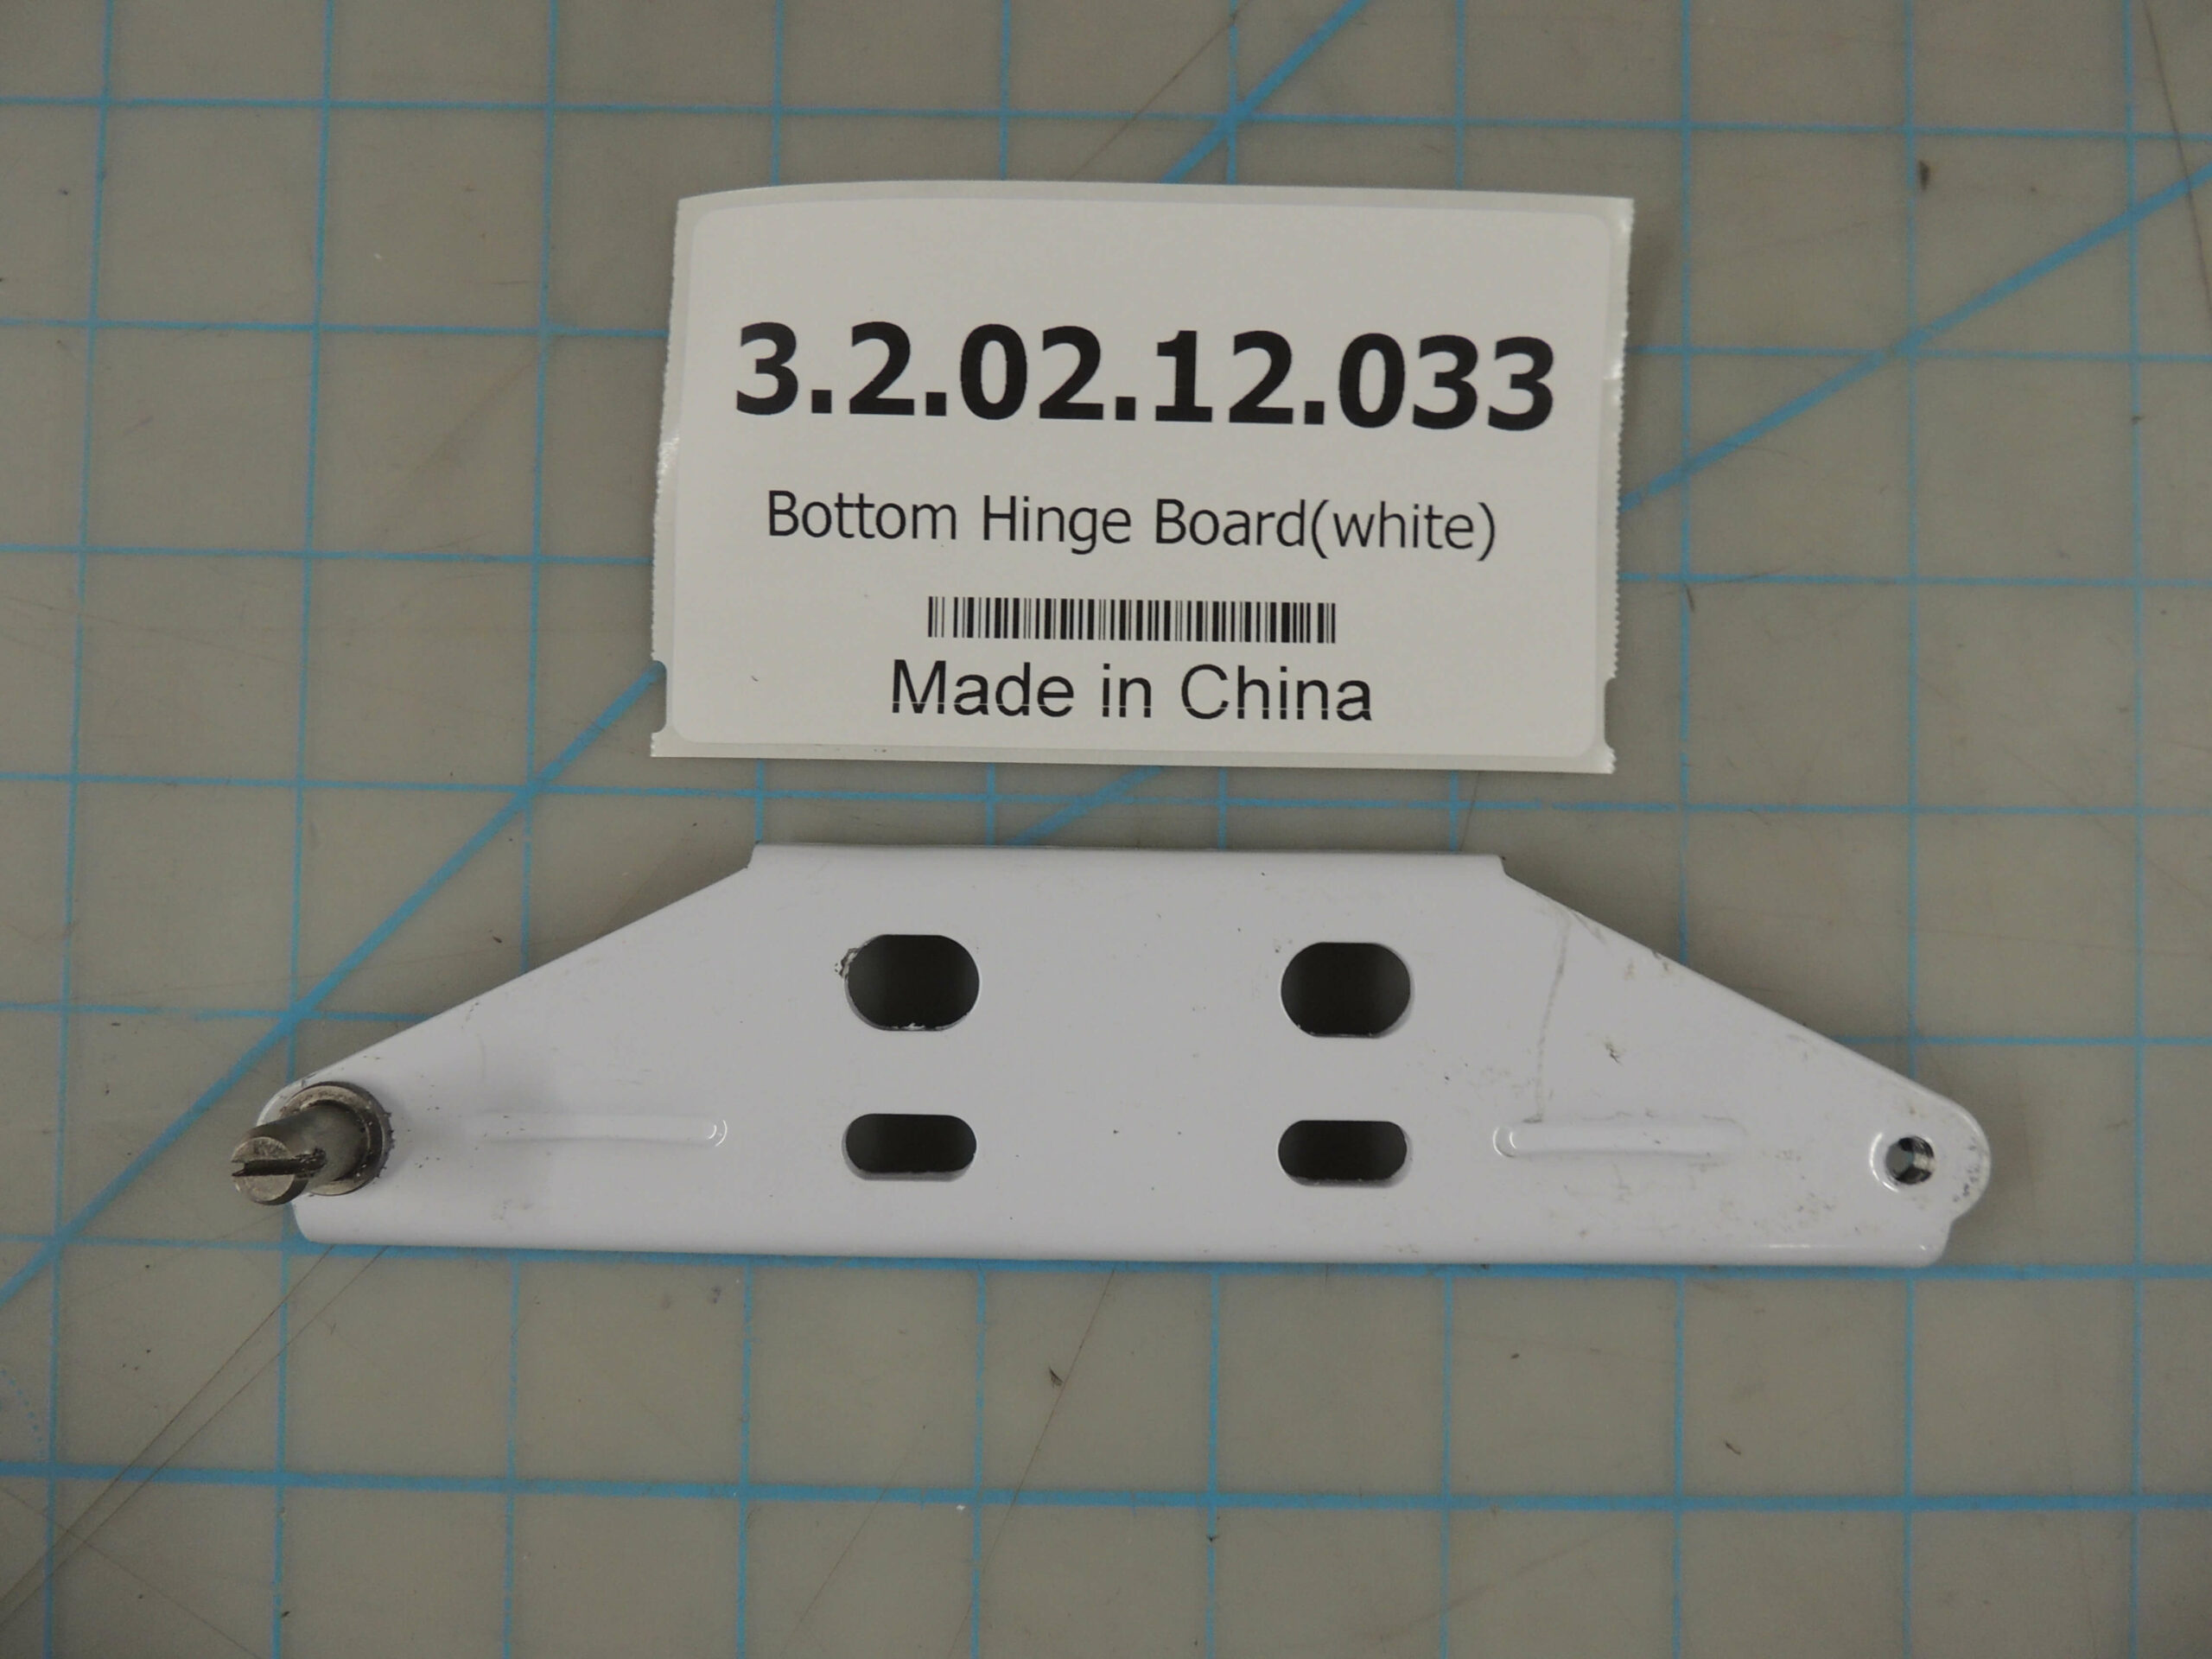 3.2.02.12.033
Bottom Hinge Board(white)
Made in China